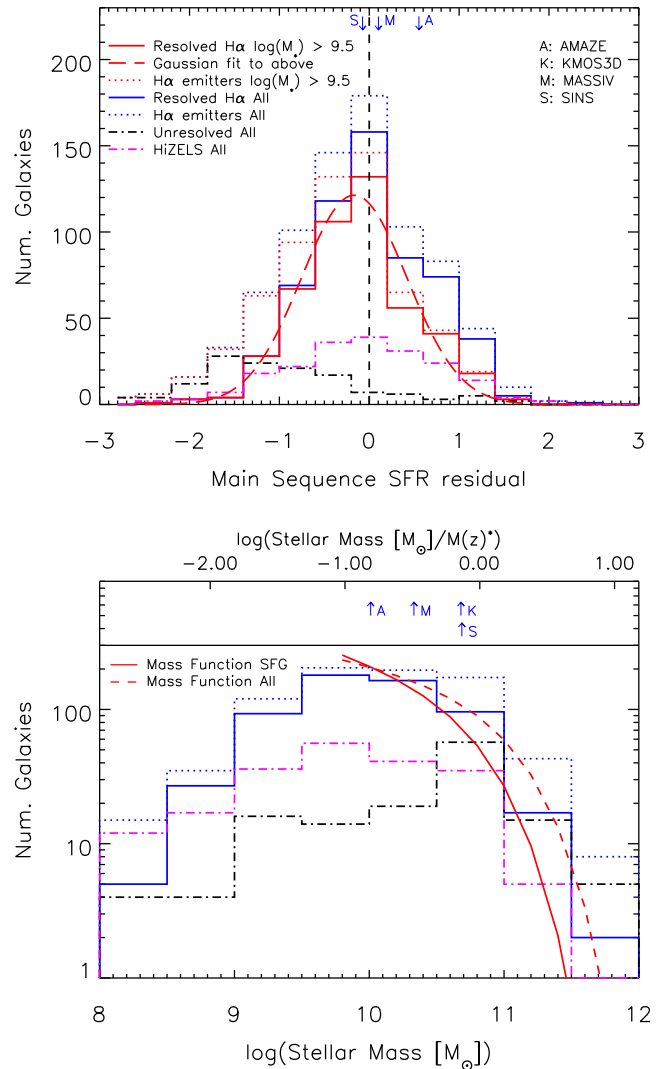 S↓ ↓M ↓A
Resolved Hα log(M*) > 9.5
Gaussian fit to above
Hα emitters log(M*) > 9.5
Resolved Hα All
Hα emitters All
Unresolved All
HiZELS All
A: AMAZE
K: KMOS3D
M: MASSIV
S: SINS
Num. Galaxies
200
150
100
50
0
−3 −2 −1 0 1 2 3
Main Sequence SFR residual
log(Stellar Mass [M☉]/M(z)*)
−2.00 −1.00 0.00 1.00
↑A ↑M ↑K
↑S
Mass Function SFG
Mass Function All
Num. Galaxies
100
10
1
8 9 10 11 12
log(Stellar Mass [M☉])